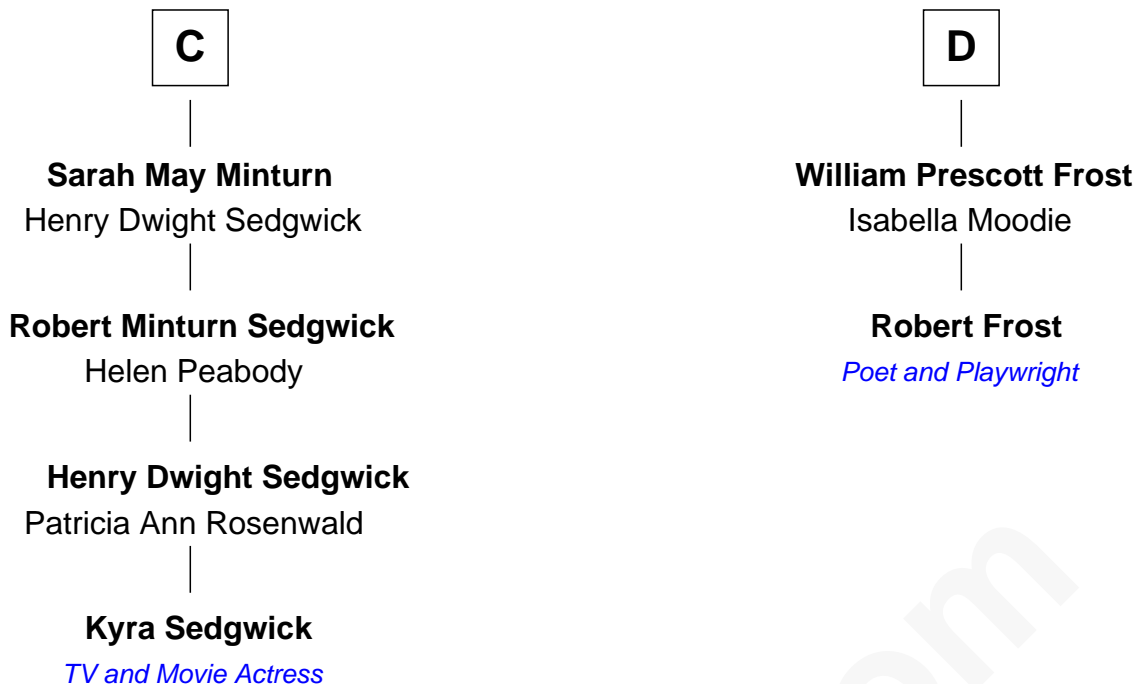 C
Sarah May Minturn
Henry Dwight Sedgwick
Robert Minturn Sedgwick
Helen Peabody
Henry Dwight Sedgwick
Patricia Ann Rosenwald
Kyra Sedgwick
TV and Movie Actress
D
William Prescott Frost
Isabella Moodie
Robert Frost
Poet and Playwright